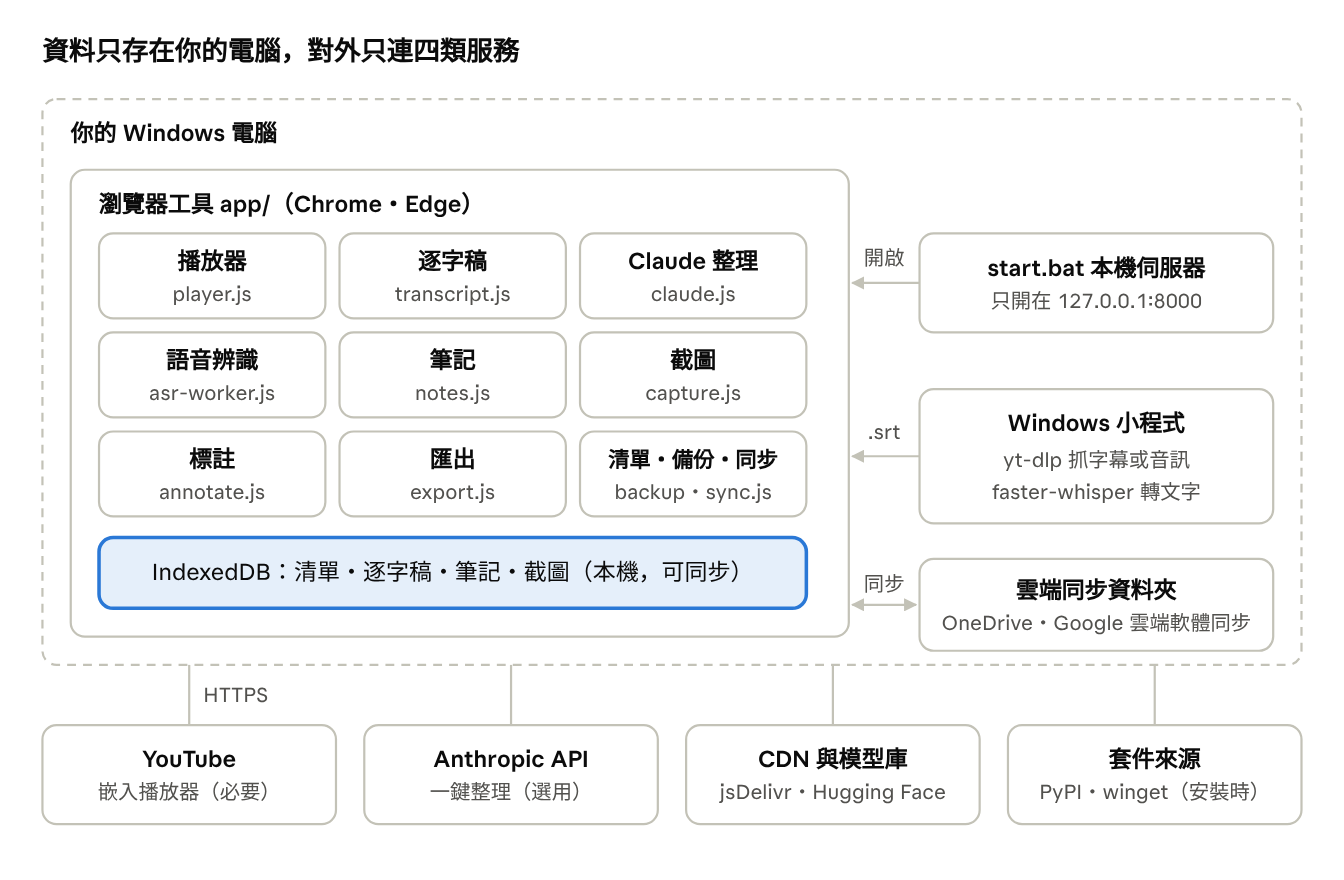 資料只存在你的電腦，對外只連四類服務
你的 Windows 電腦
瀏覽器工具 app/（Chrome・Edge）
播放器
player.js
逐字稿
transcript.js
Claude 整理
claude.js
語音辨識
asr-worker.js
筆記
notes.js
截圖
capture.js
標註
annotate.js
匯出
export.js
清單・備份・同步
backup・sync.js
IndexedDB：清單・逐字稿・筆記・截圖（本機，可同步）
開啟
start.bat 本機伺服器
只開在 127.0.0.1:8000
.srt
Windows 小程式
yt-dlp 抓字幕或音訊
faster-whisper 轉文字
同步
雲端同步資料夾
OneDrive・Google 雲端軟體同步
HTTPS
YouTube
嵌入播放器（必要）
Anthropic API
一鍵整理（選用）
CDN 與模型庫
jsDelivr・Hugging Face
套件來源
PyPI・winget（安裝時）